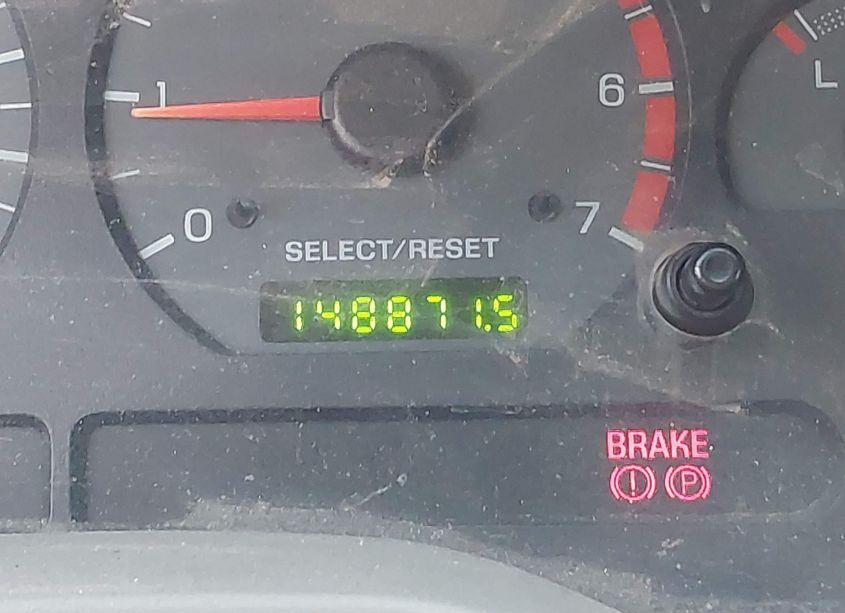 1
6
L
0
7
SELECT/RESET
148871.5
BRAKE
(!) (P)